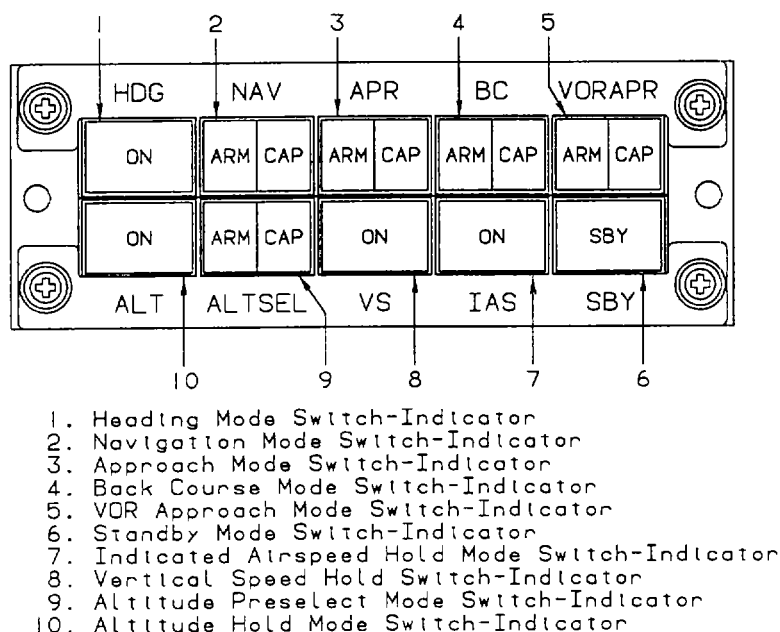 1 2 3 4 5
HDG NAV APR BC VORAPR
ON ARM CAP ARM CAP ARM CAP ARM CAP
ON ARM CAP ON ON SBY
ALT ALTSEL VS IAS SBY
10 9 8 7 6
1. Heading Mode Switch-Indicator
2. Navigation Mode Switch-Indicator
3. Approach Mode Switch-Indicator
4. Back Course Mode Switch-Indicator
5. VOR Approach Mode Switch-Indicator
6. Standby Mode Switch-Indicator
7. Indicated Airspeed Hold Mode Switch-Indicator
8. Vertical Speed Hold Switch-Indicator
9. Altitude Preselect Mode Switch-Indicator
10. Altitude Hold Mode Switch-Indicator